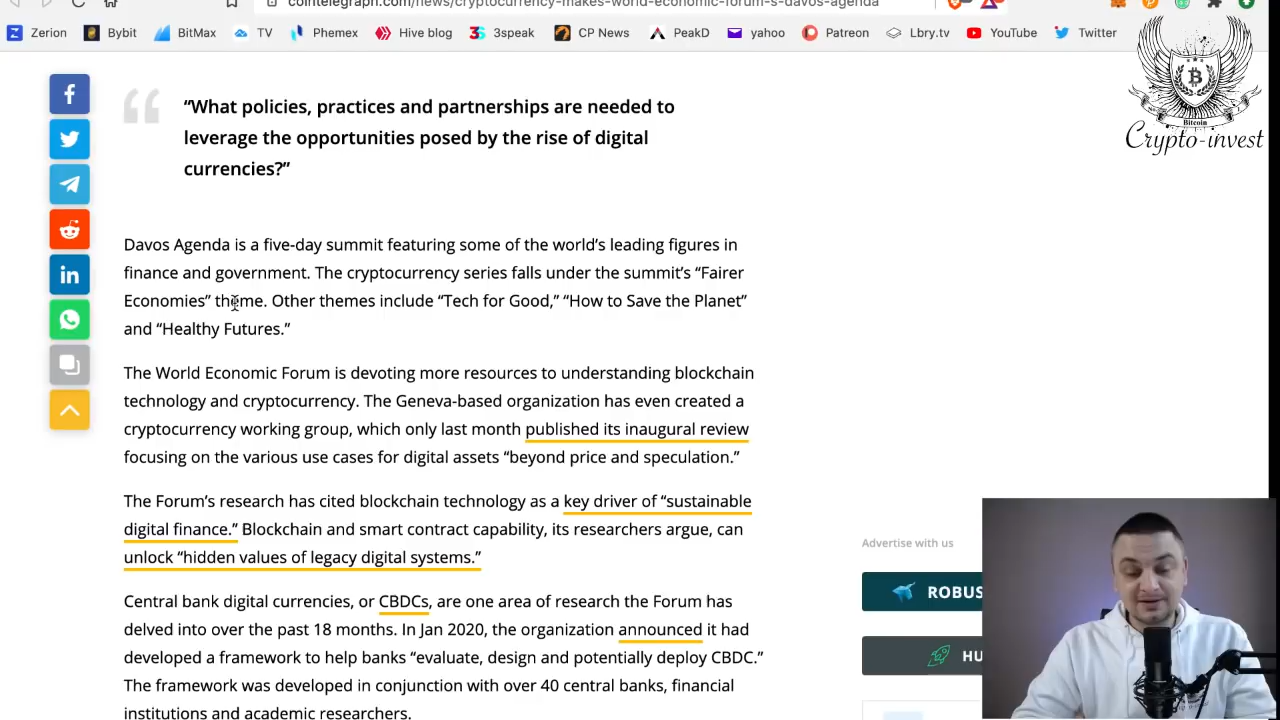 cointelegraph.com/news/cryptocurrency-makes-world-economic-forum-s-davos-agenda
Zerion Bybit BitMax TV Phemex Hive blog 3speak CP News PeakD yahoo Patreon Lbry.tv YouTube Twitter
Bitcoin
Crypto-invest
“What policies, practices and partnerships are needed to
leverage the opportunities posed by the rise of digital
currencies?”
Davos Agenda is a five-day summit featuring some of the world’s leading figures in
finance and government. The cryptocurrency series falls under the summit’s “Fairer
Economies” theme. Other themes include “Tech for Good,” “How to Save the Planet”
and “Healthy Futures.”
The World Economic Forum is devoting more resources to understanding blockchain
technology and cryptocurrency. The Geneva-based organization has even created a
cryptocurrency working group, which only last month published its inaugural review
focusing on the various use cases for digital assets “beyond price and speculation.”
The Forum’s research has cited blockchain technology as a key driver of “sustainable
digital finance.” Blockchain and smart contract capability, its researchers argue, can
unlock “hidden values of legacy digital systems.”
Central bank digital currencies, or CBDCs, are one area of research the Forum has
delved into over the past 18 months. In Jan 2020, the organization announced it had
developed a framework to help banks “evaluate, design and potentially deploy CBDC.”
The framework was developed in conjunction with over 40 central banks, financial
institutions and academic researchers.
Advertise with us
ROBUS
HU